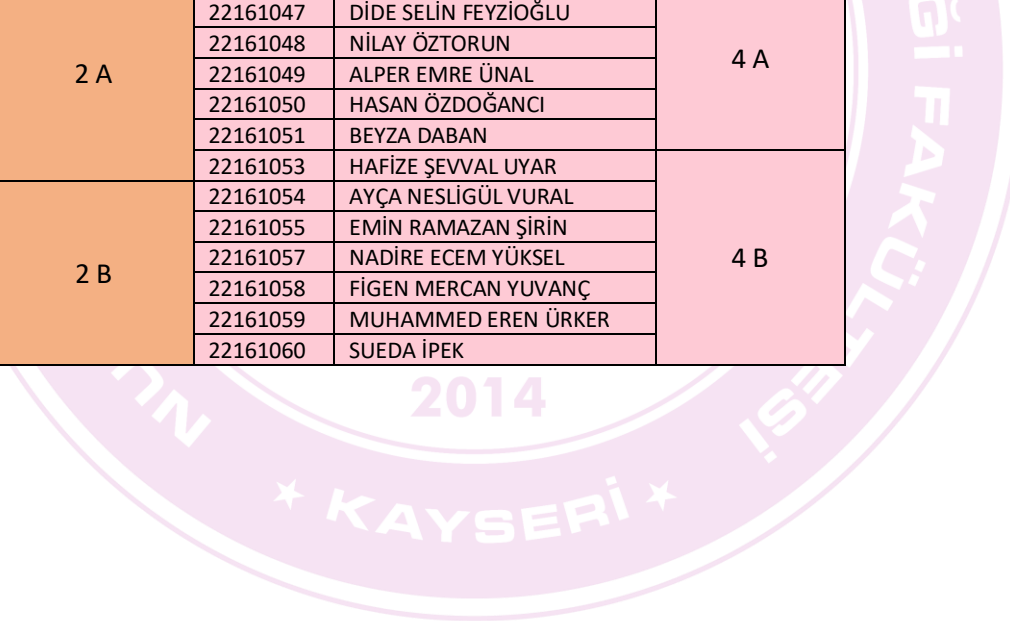 22161047 DİDE SELİN FEYZİOĞLU
22161048 NİLAY ÖZTORUN
2 A 22161049 ALPER EMRE ÜNAL 4 A
22161050 HASAN ÖZDOĞANCI
22161051 BEYZA DABAN
22161053 HAFİZE ŞEVVAL UYAR
22161054 AYÇA NESLİGÜL VURAL
22161055 EMİN RAMAZAN ŞİRİN
2 B 22161057 NADİRE ECEM YÜKSEL 4 B
22161058 FİGEN MERCAN YUVANÇ
22161059 MUHAMMED EREN ÜRKER
22161060 SUEDA İPEK
FAKÜLTESİ
2014
* KAYSERİ *